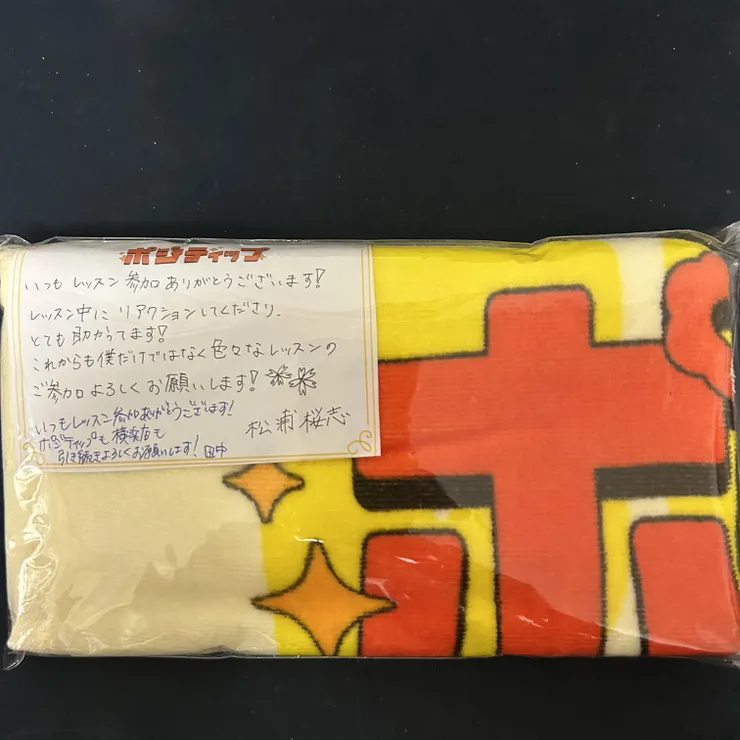 ポジティップ
いつもレッスン参加ありがとうございます!
レッスン中にリアクションしてくださり、
とても助かってます!
これからも僕だけではなく色々なレッスンの
ご参加よろしくお願いします!
松浦桜志
いつもレッスン参加ありがとうございます!
ポジティップも横浜店も
引き続きよろしくお願いします! 田中